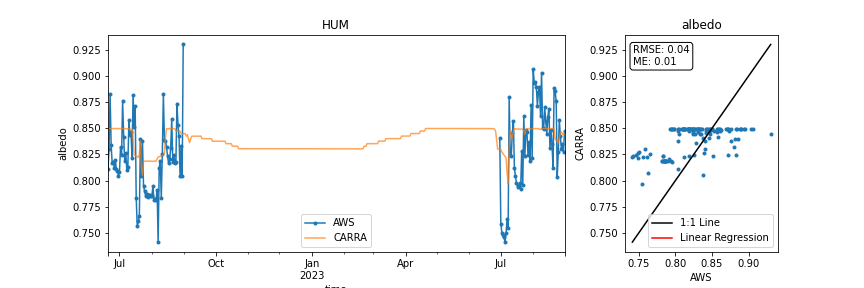 HUM
albedo
0.925
0.900
0.875
0.850
0.825
0.800
0.775
0.750
albedo
AWS
CARRA
Jul
Oct
Jan
2023
Apr
Jul
time
albedo
RMSE: 0.04
ME: 0.01
0.925
0.900
0.875
0.850
0.825
0.800
0.775
0.750
CARRA
1:1 Line
Linear Regression
0.75
0.80
0.85
0.90
AWS